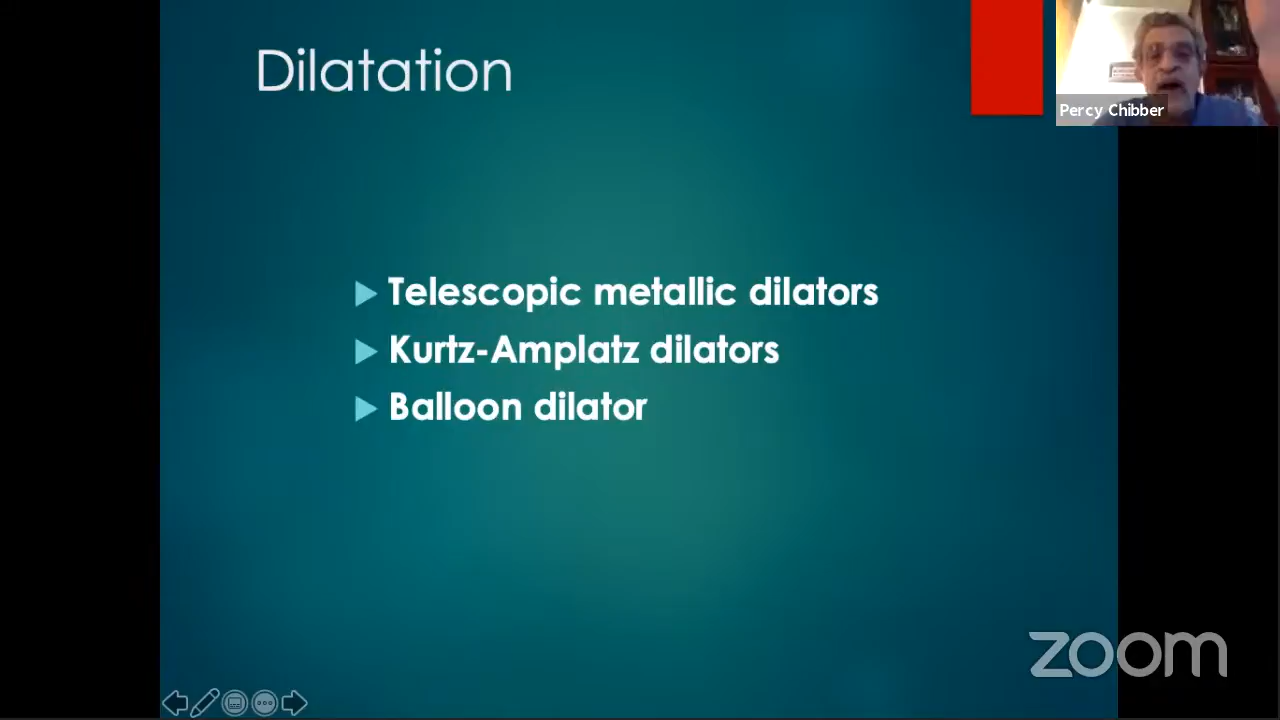 Dilatation
Percy Chibber
Telescopic metallic dilators
Kurtz-Amplatz dilators
Balloon dilator
zoom